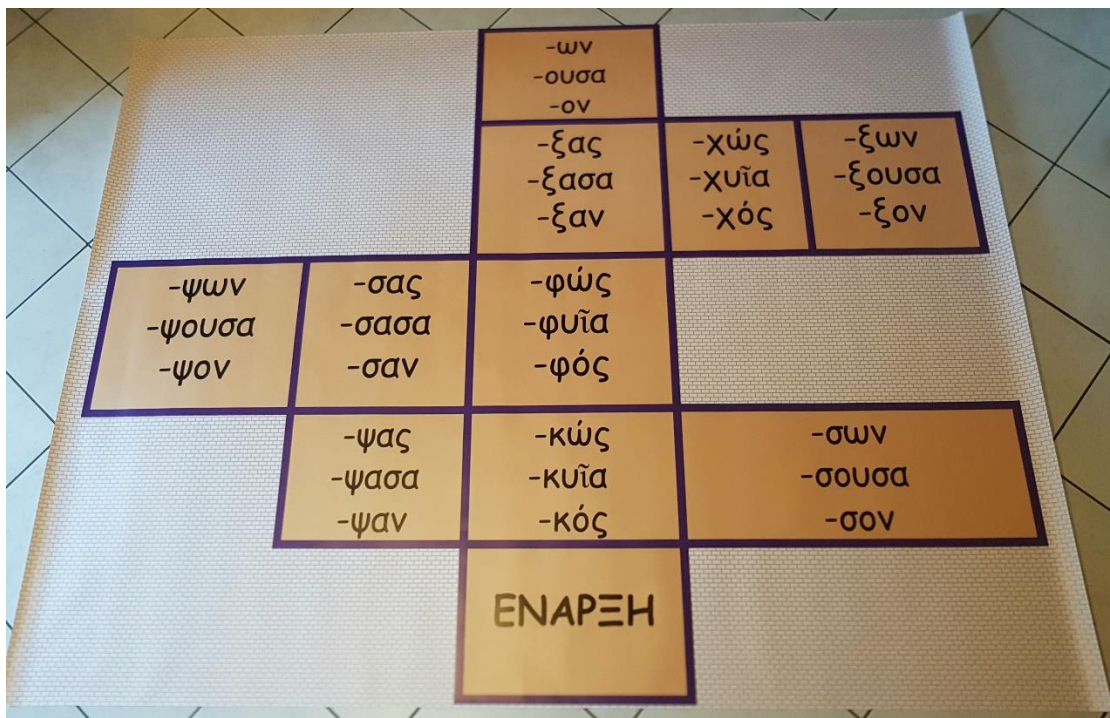 -ων
-ουσα
-ον
-ξας
-ξασα
-ξαν
-χώς
-χυῖα
-χός
-ξων
-ξουσα
-ξον
-ψων
-ψουσα
-ψον
-σας
-σασα
-σαν
-φώς
-φυῖα
-φός
-ψας
-ψασα
-ψαν
-κώς
-κυῖα
-κός
-σων
-σουσα
-σον
ΕΝΑΡΞΗ